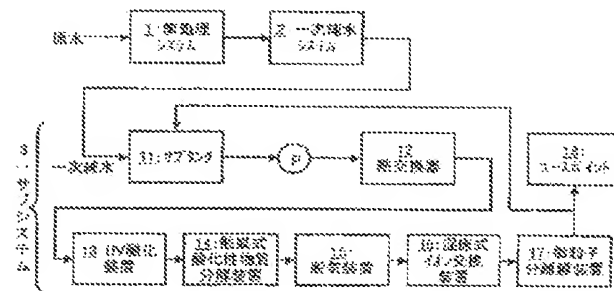 原水
1:前処理
システム
2:一次純水
システム
3:サブシステム
一次純水
11:サブタンク
P
12:
熱交換器
18:
ユースポイント
13:UV酸化
装置
14:触媒式
酸化性物質
分解装置
15:
脱気装置
16:混床式
イオン交換
装置
17:微粒子
分離膜装置